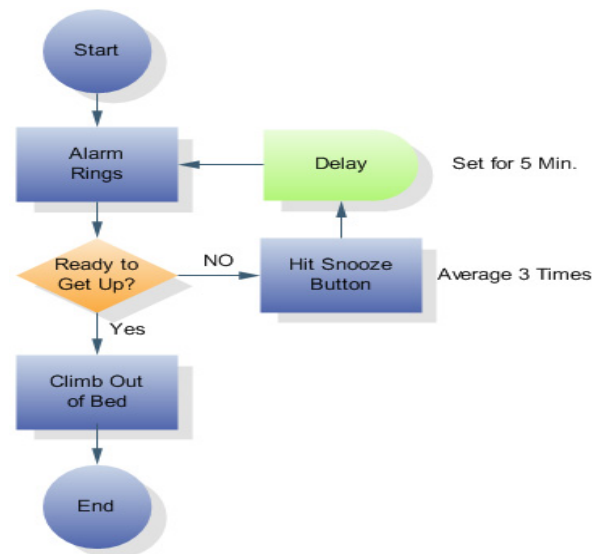 Start
Alarm
Rings
Delay
Set for 5 Min.
Ready to
Get Up?
NO
Hit Snooze
Button
Average 3 Times
Yes
Climb Out
of Bed
End